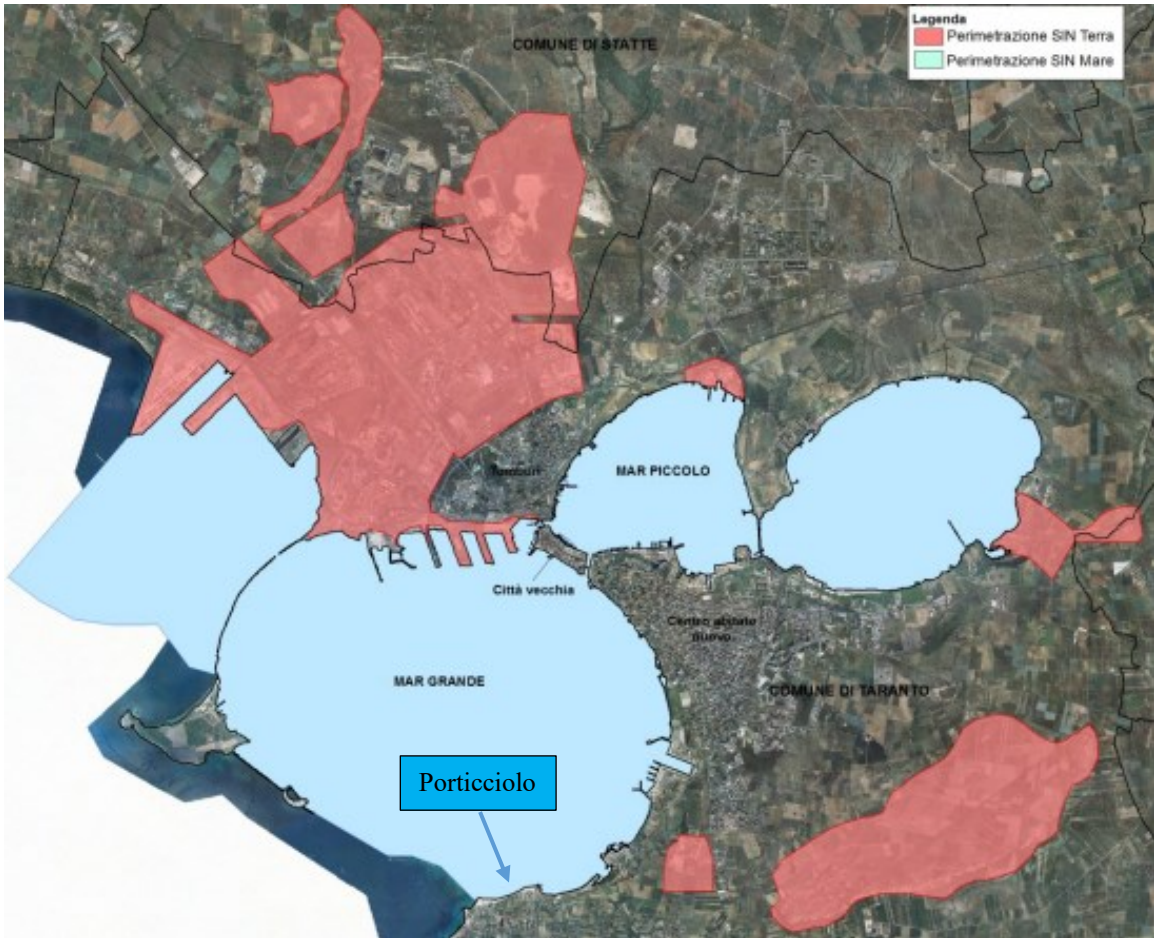 Legenda
Perimetrazione SIN Terra
Perimetrazione SIN Mare
COMUNE DI STATTE
Tamburi
MAR PICCOLO
Città vecchia
Centro abitato
nuovo
MAR GRANDE
COMUNE DI TARANTO
Porticciolo